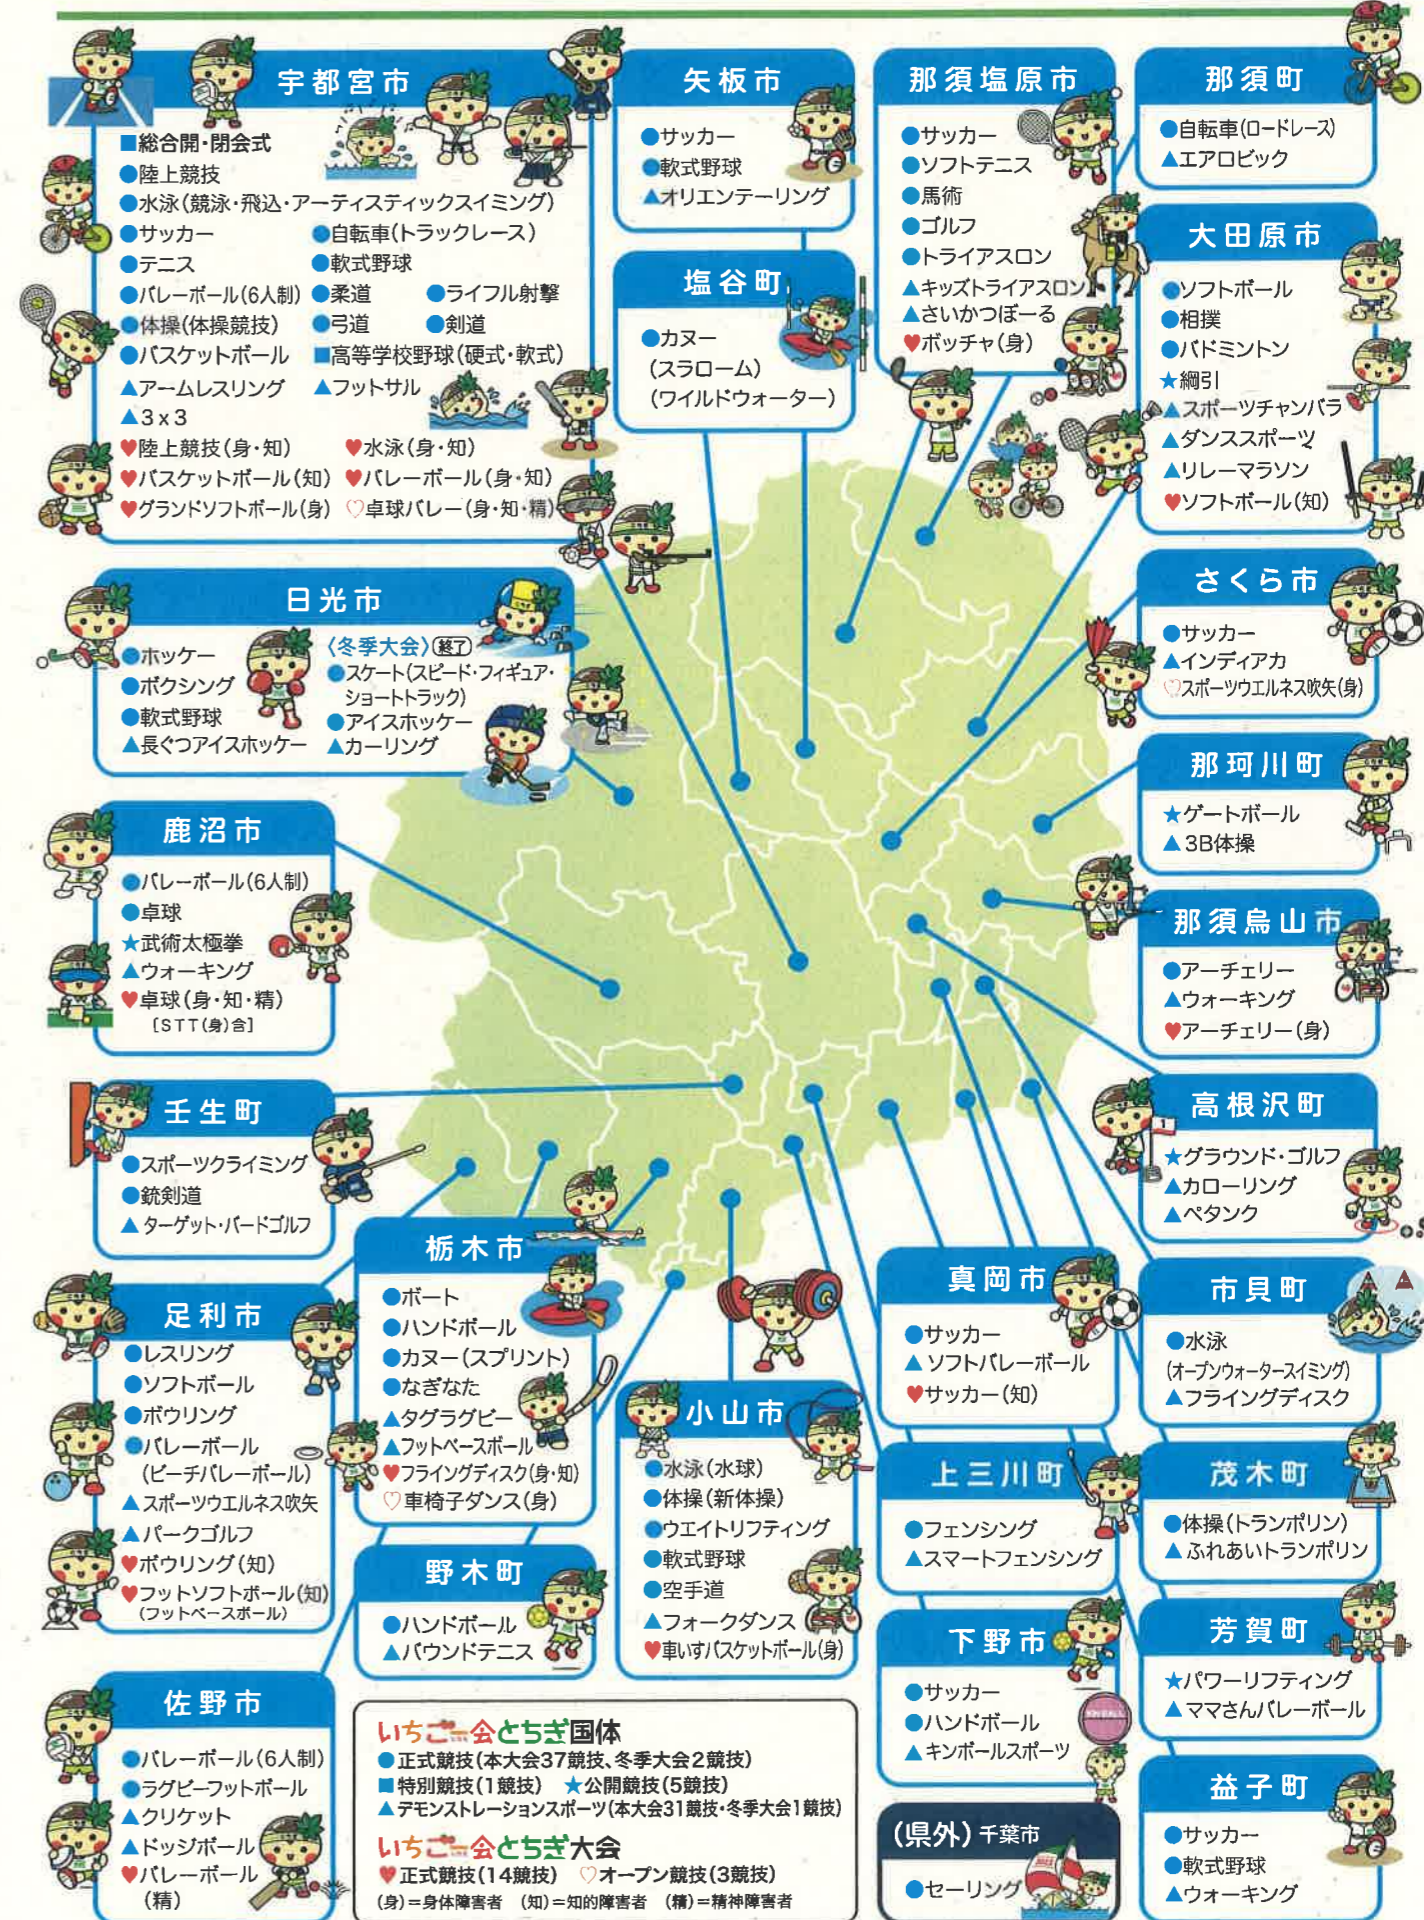 宇都宮市
■総合開・閉会式
●陸上競技
●水泳(競泳・飛込・アーティスティックスイミング)
●サッカー ●自転車(トラックレース)
●テニス ●軟式野球
●バレーボール(6人制) ●柔道 ●ライフル射撃
●体操(体操競技) ●弓道 ●剣道
●バスケットボール ■高等学校野球(硬式・軟式)
▲アームレスリング ▲フットサル
▲3x3
♥陸上競技(身・知) ♥水泳(身・知)
♥バスケットボール(知) ♥バレーボール(身・知)
♥グランドソフトボール(身) ♡卓球バレー(身・知・精)
矢板市
●サッカー
●軟式野球
▲オリエンテーリング
塩谷町
●カヌー
(スラローム)
(ワイルドウォーター)
那須塩原市
●サッカー
●ソフトテニス
●馬術
●ゴルフ
●トライアスロン
▲キッズトライアスロン
▲さいかつぼーる
♥ボッチャ(身)
那須町
●自転車(ロードレース)
▲エアロビック
大田原市
●ソフトボール
●相撲
●バドミントン
★綱引
▲スポーツチャンバラ
▲ダンススポーツ
▲リレーマラソン
♥ソフトボール(知)
日光市
●ホッケー
●ボクシング
●軟式野球
▲長ぐつアイスホッケー
〈冬季大会〉終了
●スケート(スピード・フィギュア・
ショートトラック)
●アイスホッケー
▲カーリング
さくら市
●サッカー
▲インディアカ
♡スポーツウエルネス吹矢(身)
那珂川町
★ゲートボール
▲3B体操
鹿沼市
●バレーボール(6人制)
●卓球
★武術太極拳
▲ウォーキング
♥卓球(身・知・精)
[STT(身)含]
那須烏山市
●アーチェリー
▲ウォーキング
♥アーチェリー(身)
壬生町
●スポーツクライミング
●銃剣道
▲ターゲット・バードゴルフ
高根沢町
★グラウンド・ゴルフ
▲カローリング
▲ペタンク
足利市
●レスリング
●ソフトボール
●ボウリング
●バレーボール
(ビーチバレーボール)
▲スポーツウエルネス吹矢
▲パークゴルフ
♥ボウリング(知)
♥フットソフトボール(知)
(フットベースボール)
栃木市
●ボート
●ハンドボール
●カヌー(スプリント)
●なぎなた
▲タグラグビー
▲フットベースボール
♥フライングディスク(身・知)
♡車椅子ダンス(身)
野木町
●ハンドボール
▲バウンドテニス
小山市
●水泳(水球)
●体操(新体操)
●ウエイトリフティング
●軟式野球
●空手道
▲フォークダンス
♥車いすバスケットボール(身)
真岡市
●サッカー
▲ソフトバレーボール
♥サッカー(知)
市貝町
●水泳
(オープンウォータースイミング)
▲フライングディスク
上三川町
●フェンシング
▲スマートフェンシング
茂木町
●体操(トランポリン)
▲ふれあいトランポリン
下野市
●サッカー
●ハンドボール
▲キンボールスポーツ
芳賀町
★パワーリフティング
▲ママさんバレーボール
佐野市
●バレーボール(6人制)
●ラグビーフットボール
▲クリケット
▲ドッジボール
♥バレーボール
(精)
いちご一会とちぎ国体
●正式競技(本大会37競技、冬季大会2競技)
■特別競技(1競技) ★公開競技(5競技)
▲デモンストレーションスポーツ(本大会31競技・冬季大会1競技)
いちご一会とちぎ大会
♥正式競技(14競技) ♡オープン競技(3競技)
(身)=身体障害者 (知)=知的障害者 (精)=精神障害者
(県外)千葉市
●セーリング
益子町
●サッカー
●軟式野球
▲ウォーキング